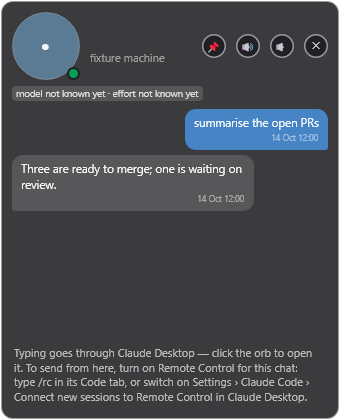 fixture machine
model not known yet · effort not known yet
summarise the open PRs
14 Oct 12:00
Three are ready to merge; one is waiting on
review.
14 Oct 12:00
Typing goes through Claude Desktop — click the orb to open
it. To send from here, turn on Remote Control for this chat:
type /rc in its Code tab, or switch on Settings › Claude Code ›
Connect new sessions to Remote Control in Claude Desktop.